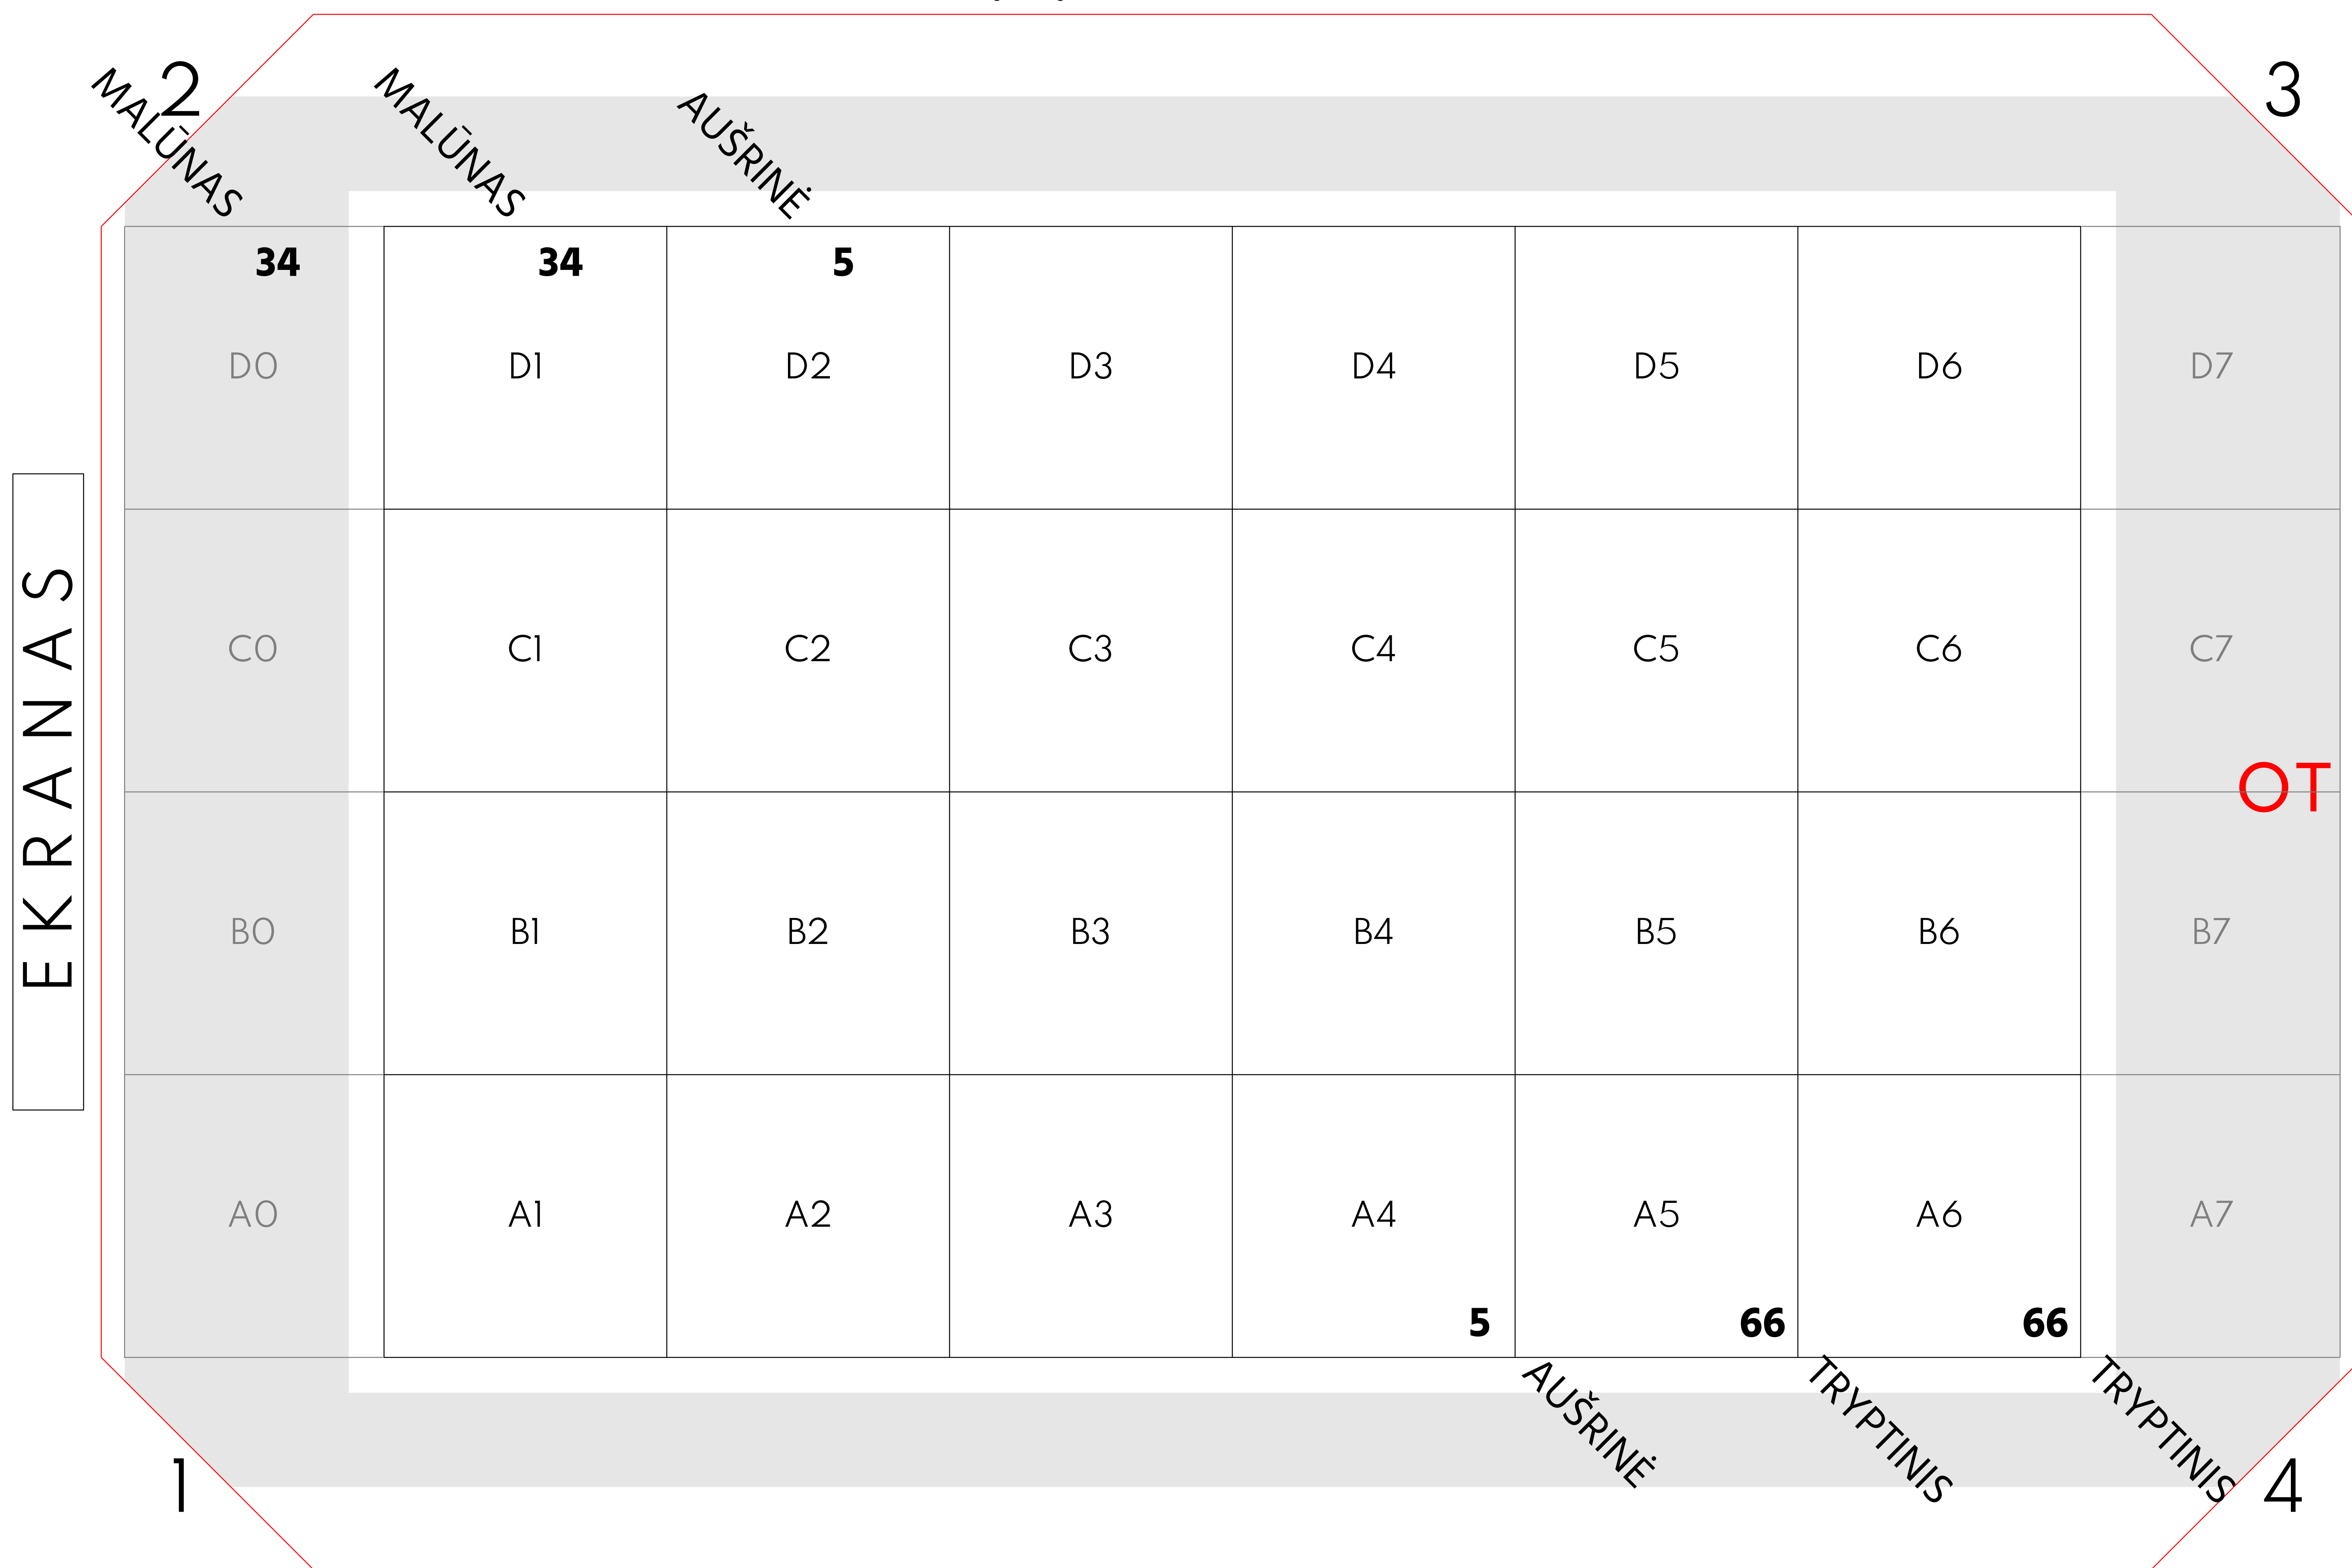 2
3
MALŪNAS
MALŪNAS
AUŠRINĖ
34
34
5
D0
D1
D2
D3
D4
D5
D6
D7
EKRANAS
C0
C1
C2
C3
C4
C5
C6
C7
OT
B0
B1
B2
B3
B4
B5
B6
B7
A0
A1
A2
A3
A4
A5
A6
A7
5
66
66
AUŠRINĖ
TRYPTINIS
TRYPTINIS
1
4